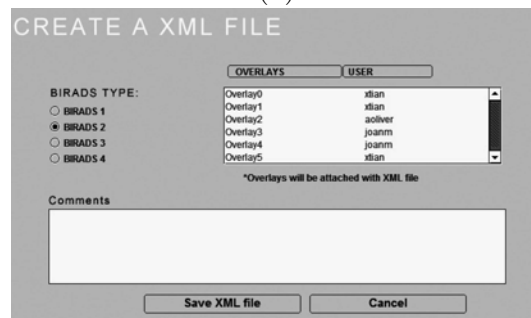 CREATE A XML FILE
OVERLAYS USER
BIRADS TYPE:
BIRADS 1
BIRADS 2
BIRADS 3
BIRADS 4
Overlay0 xtian
Overlay1 xtian
Overlay2 aoliver
Overlay3 joanm
Overlay4 joanm
Overlay5 xtian
*Overlays will be attached with XML file
Comments
Save XML file Cancel